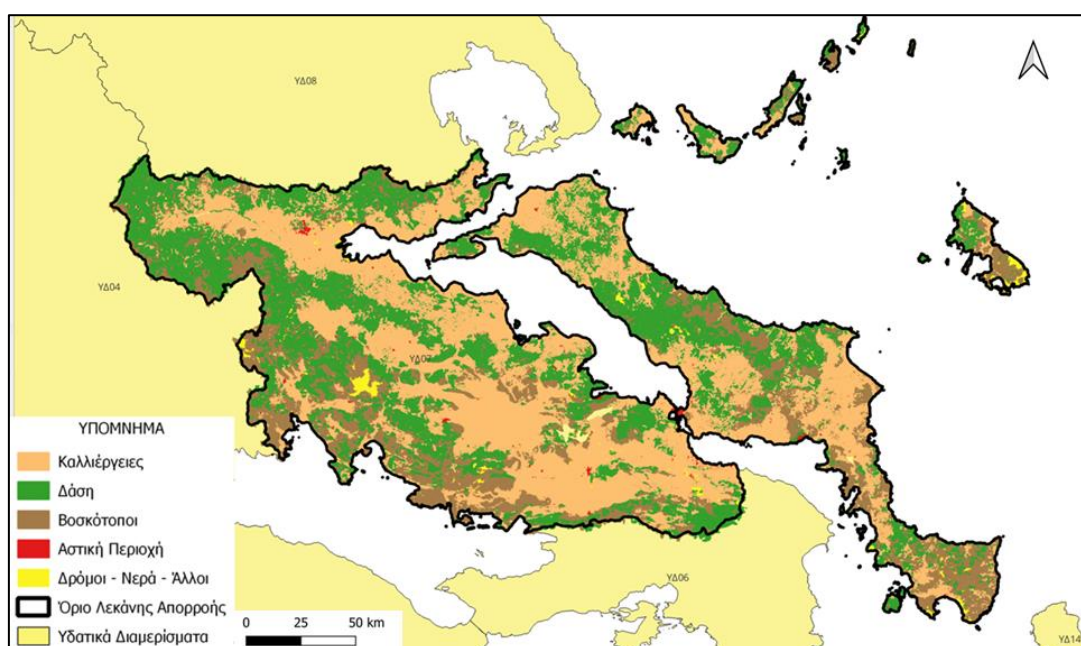 ΥΔ08
ΥΔ04
ΥΔ07
ΥΠΟΜΝΗΜΑ
Καλλιέργειες
Δάση
Βοσκότοποι
Αστική Περιοχή
Δρόμοι - Νερά - Άλλοι
Όριο Λεκάνης Απορροής
Υδατικά Διαμερίσματα
0 25 50 km
ΥΔ06
ΥΔ14